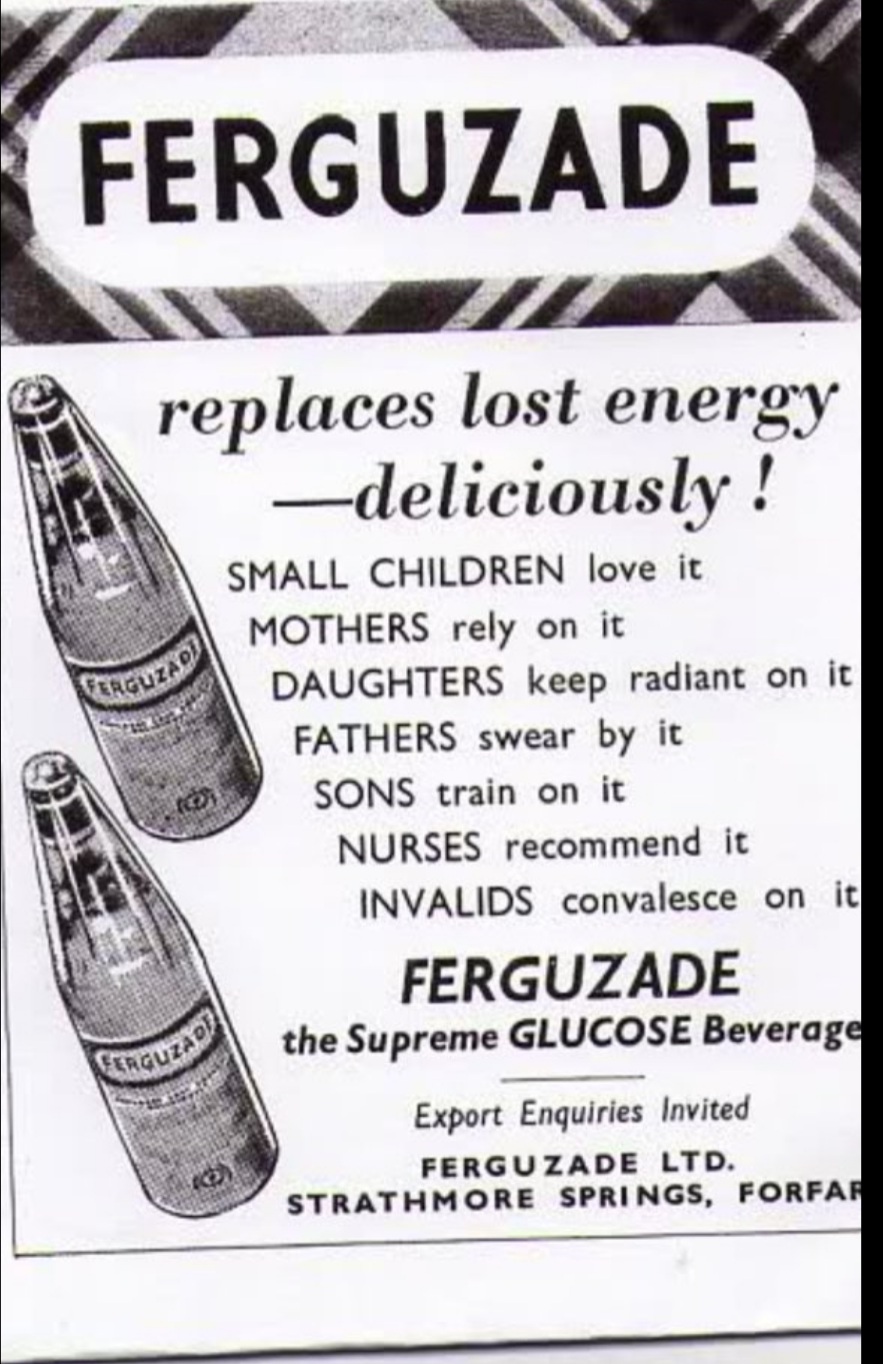 FERGUZADE
replaces lost energy
—deliciously !
SMALL CHILDREN love it
MOTHERS rely on it
DAUGHTERS keep radiant on it
FATHERS swear by it
SONS train on it
NURSES recommend it
INVALIDS convalesce on it
FERGUZADE
the Supreme GLUCOSE Beverage
Export Enquiries Invited
FERGUZADE LTD.
STRATHMORE SPRINGS, FORFAR
FERGUZADE
FERGUZADE